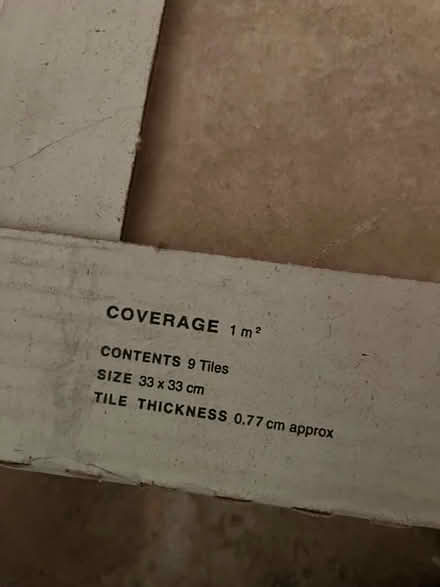 COVERAGE 1 m²
CONTENTS 9 Tiles
SIZE 33 x 33 cm
TILE THICKNESS 0.77 cm approx